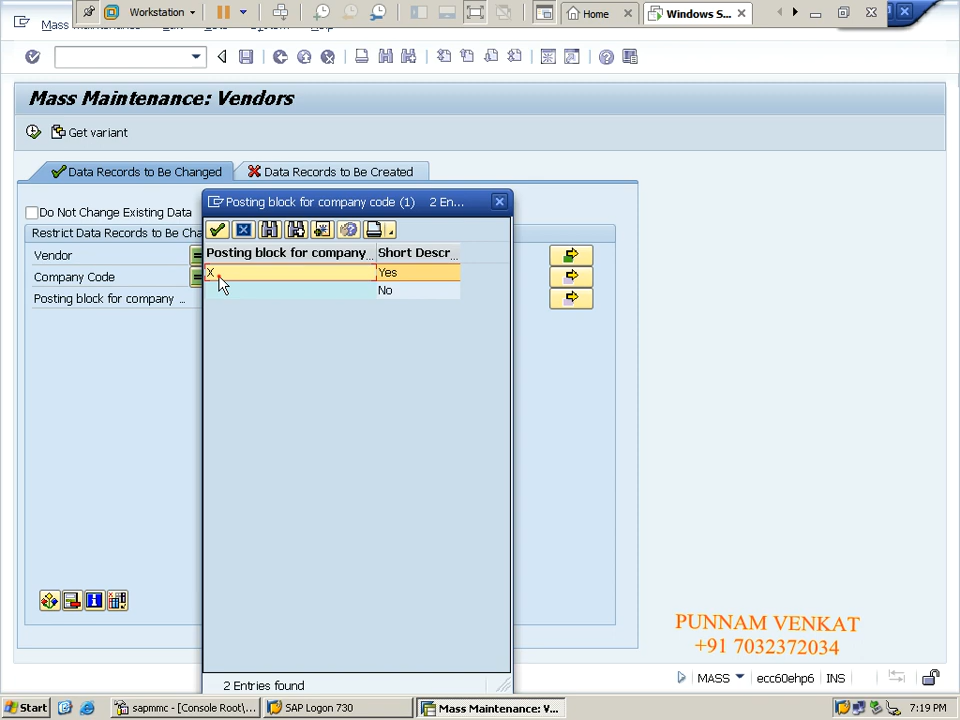 Workstation
Home
Windows S...
Mass Maintenance: Vendors
Get variant
Data Records to Be Changed
Data Records to Be Created
Do Not Change Existing Data
Restrict Data Records to Be Cha
Vendor
Company Code
Posting block for company ...
Posting block for company code (1) 2 En...
Posting block for company... Short Descr...
X Yes
No
2 Entries found
PUNNAM VENKAT
+91 7032372034
MASS ecc60ehp6 INS
Start
sapmmc - [Console Root\...
SAP Logon 730
Mass Maintenance: V...
7:19 PM